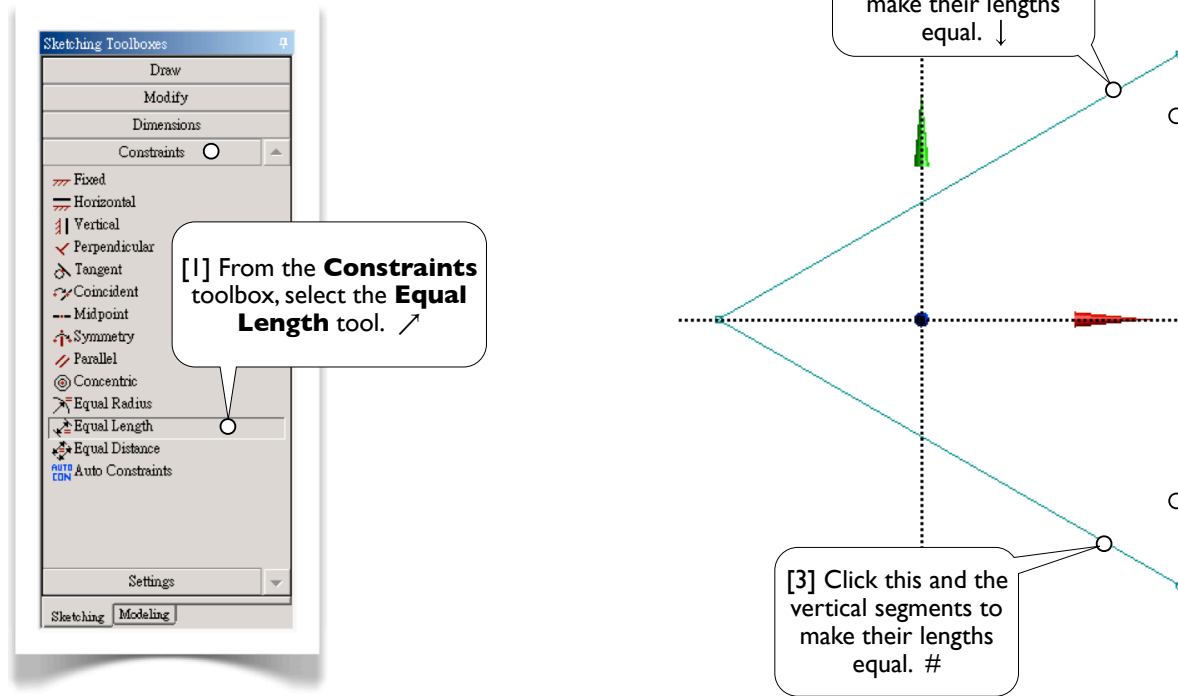 Sketching Toolboxes
Draw
Modify
Dimensions
Constraints
Fixed
Horizontal
Vertical
Perpendicular
Tangent
Coincident
Midpoint
Symmetry
Parallel
Concentric
Equal Radius
Equal Length
Equal Distance
AUTO CON Auto Constraints
Settings
Sketching Modeling
[1] From the Constraints
toolbox, select the Equal
Length tool. ↗
make their lengths
equal. ↓
[3] Click this and the
vertical segments to
make their lengths
equal. #